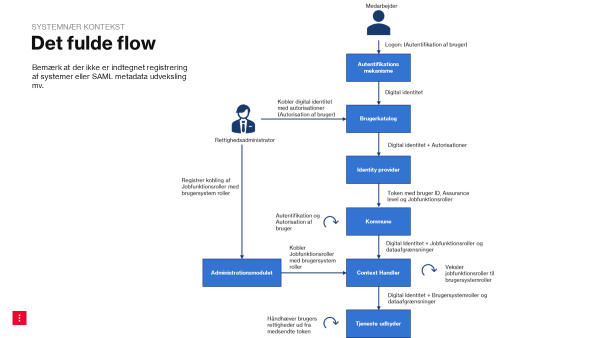 SYSTEMNÆR KONTEKST
Det fulde flow
Bemærk at der ikke er indtegnet registrering
af systemer eller SAML metadata udveksling
mv.
Medarbejder
Logon: (Autentifikation af bruger)
Autentifikations
mekanisme
Digital identitet
Kobler digital identitet
med autorisationer
(Autorisation af bruger)
Brugerkatalog
Rettighedsadministrator
Digital identitet + Autorisationer
Identity provider
Registrer kobling af
Jobfunktionsroller med
brugersystem roller
Token med bruger ID, Assurance
level og Jobfunktionsroller
Autentifikation og
Autorisation af
bruger
Kommune
Digital Identitet + Jobfunktionsroller og
dataafgrænsninger
Kobler
Jobfunktionsroller
med brugersystem
roller
Administrationsmodulet
Context Handler
Veksler
jobfunktionsroller til
brugersystemroller
Digital Identitet + Brugersystemroller og
dataafgrænsninger
Håndhæver brugers
rettigheder ud fra
medsendte token
Tjeneste udbyder